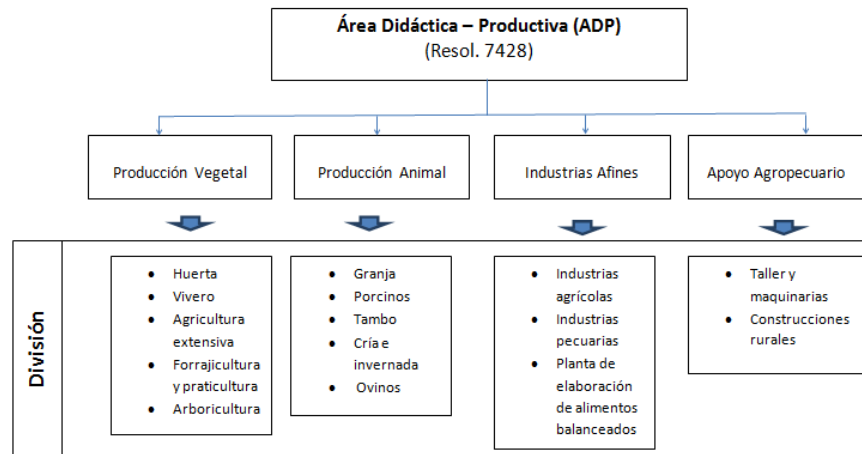 Área Didáctica – Productiva (ADP)
(Resol. 7428)
Producción Vegetal
Producción Animal
Industrias Afines
Apoyo Agropecuario
División
• Huerta
• Vivero
• Agricultura
extensiva
• Forrajicultura
y praticultura
• Arboricultura
• Granja
• Porcinos
• Tambo
• Cría e
invernada
• Ovinos
• Industrias
agrícolas
• Industrias
pecuarias
• Planta de
elaboración
de alimentos
balanceados
• Taller y
maquinarias
• Construcciones
rurales